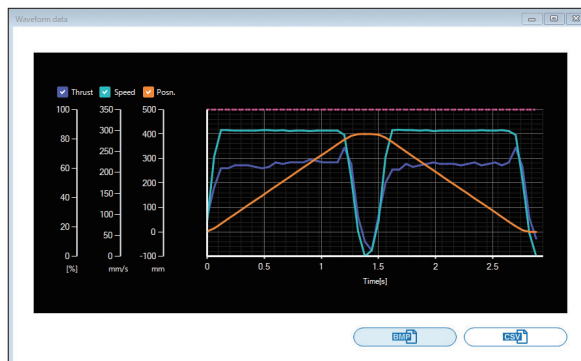 Waveform data
Thrust Speed Posn.
100 350 500
300 400
80
250 300
60
200
200
150
40
100
100
20
50 0
0 0 -100
[%] mm/s mm
0 0.5 1 1.5 2 2.5
Time[s]
BMP CSV